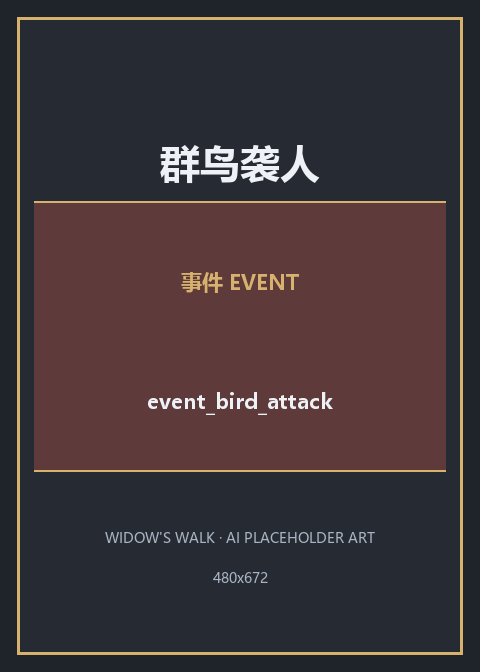 群鸟袭人
事件 EVENT
event_bird_attack
WIDOW'S WALK · AI PLACEHOLDER ART
480x672